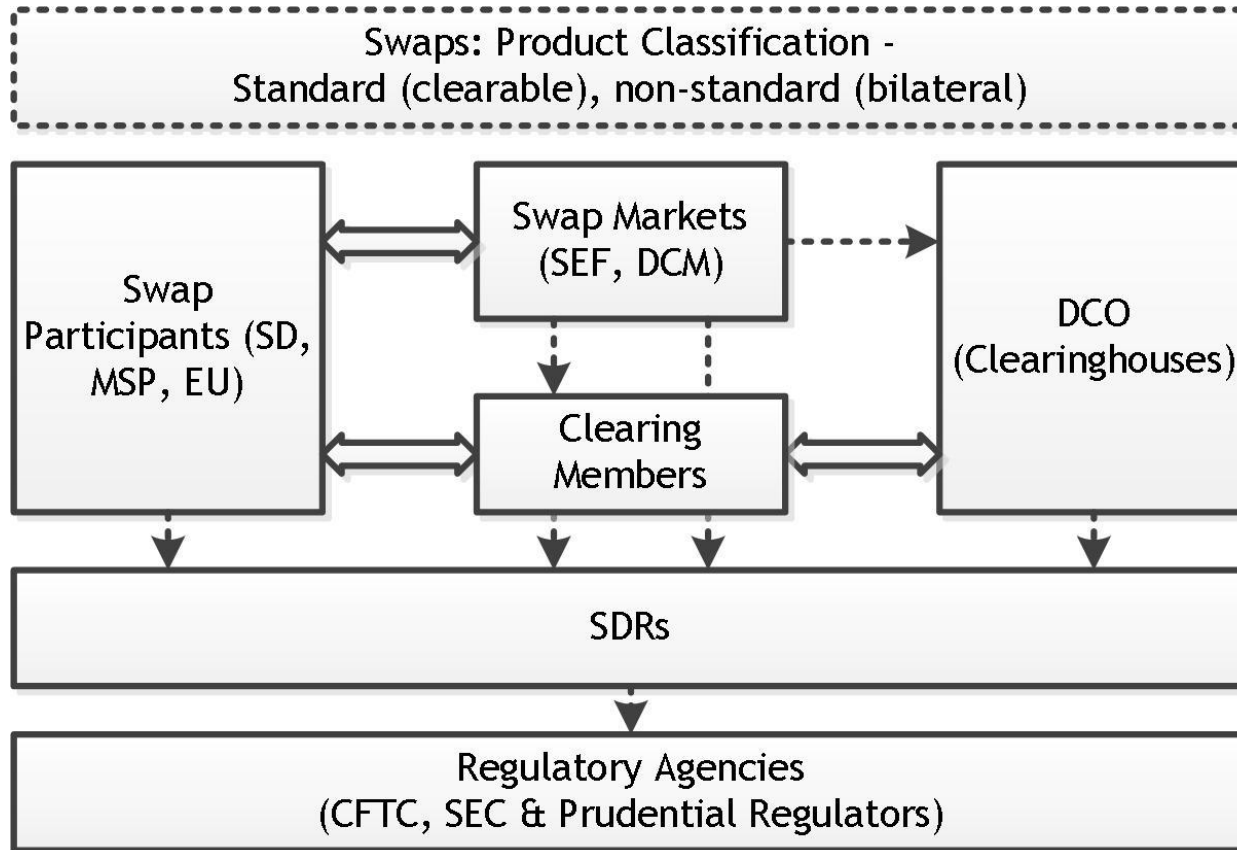 Swaps: Product Classification -
Standard (clearable), non-standard (bilateral)
Swap
Participants (SD,
MSP, EU)
Swap Markets
(SEF, DCM)
Clearing
Members
DCO
(Clearinghouses)
SDRs
Regulatory Agencies
(CFTC, SEC & Prudential Regulators)